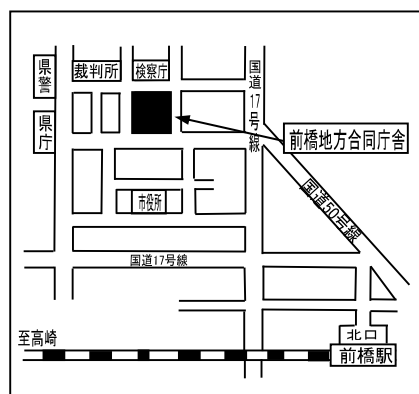 県警
裁判所
検察庁
国道17号線
県庁
前橋地方合同庁舎
国道50号線
市役所
国道17号線
至高崎
北口
前橋駅